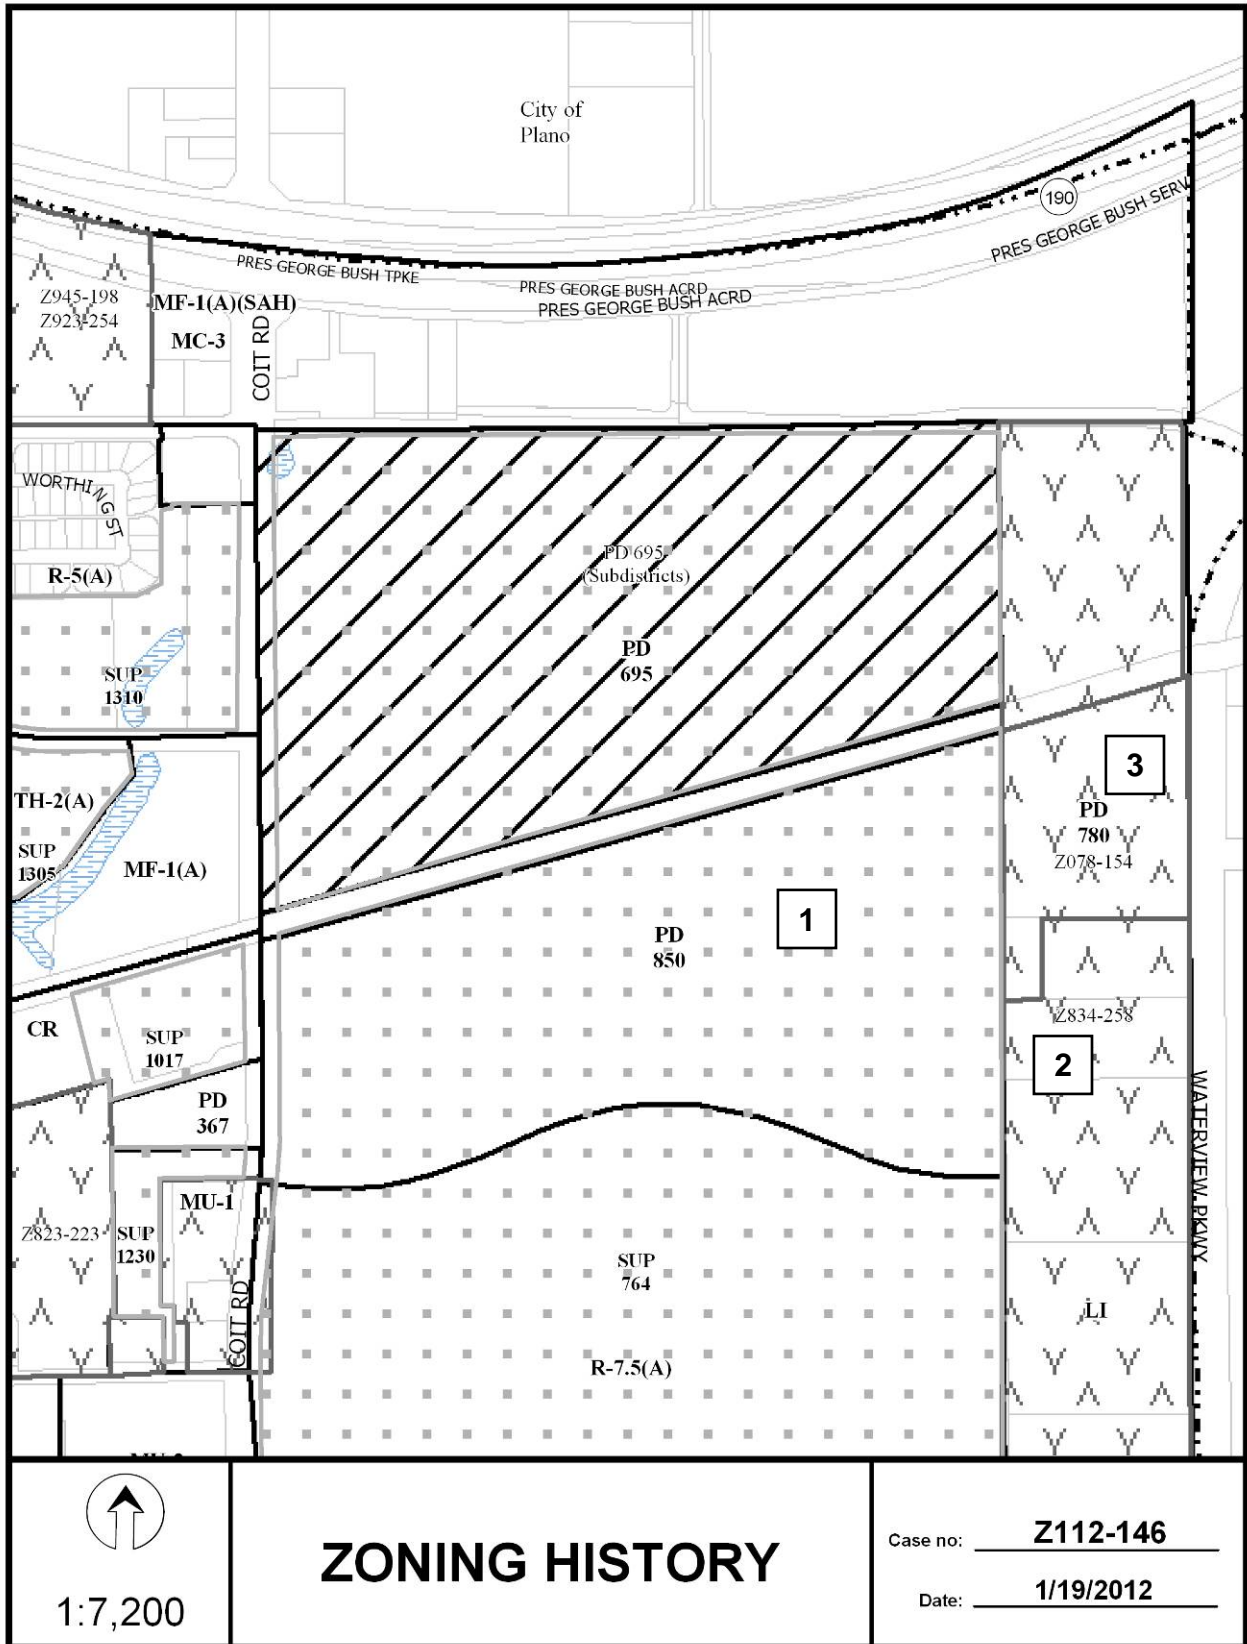 City of
Plano
190
PRES GEORGE BUSH SERV
PRES GEORGE BUSH TPKE
PRES GEORGE BUSH ACRD
PRES GEORGE BUSH ACRD
Z945-198
Z923-254
MF-1(A)(SAH)
MC-3
COIT RD
WORTHING ST
R-5(A)
PD 695
(Subdistricts)
PD
695
SUP
1310
TH-2(A)
SUP
1305
MF-1(A)
3
PD
780
Z078-154
1
PD
850
CR
SUP
1017
Z834-258
2
PD
367
WATERVIEW PKWY
MU-1
Z823-223
SUP
1230
COIT RD
SUP
764
LI
R-7.5(A)
1:7,200
ZONING HISTORY
Case no: Z112-146
Date: 1/19/2012